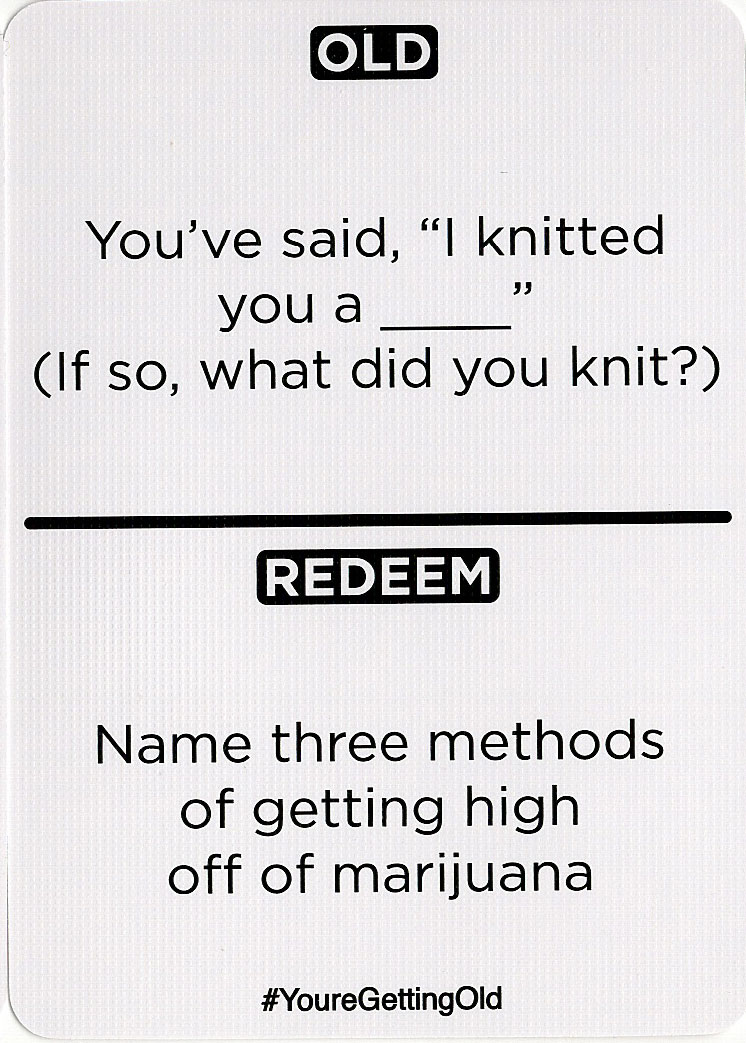 OLD
You’ve said, “I knitted
you a _____”
(If so, what did you knit?)
REDEEM
Name three methods
of getting high
off of marijuana
#YoureGettingOld